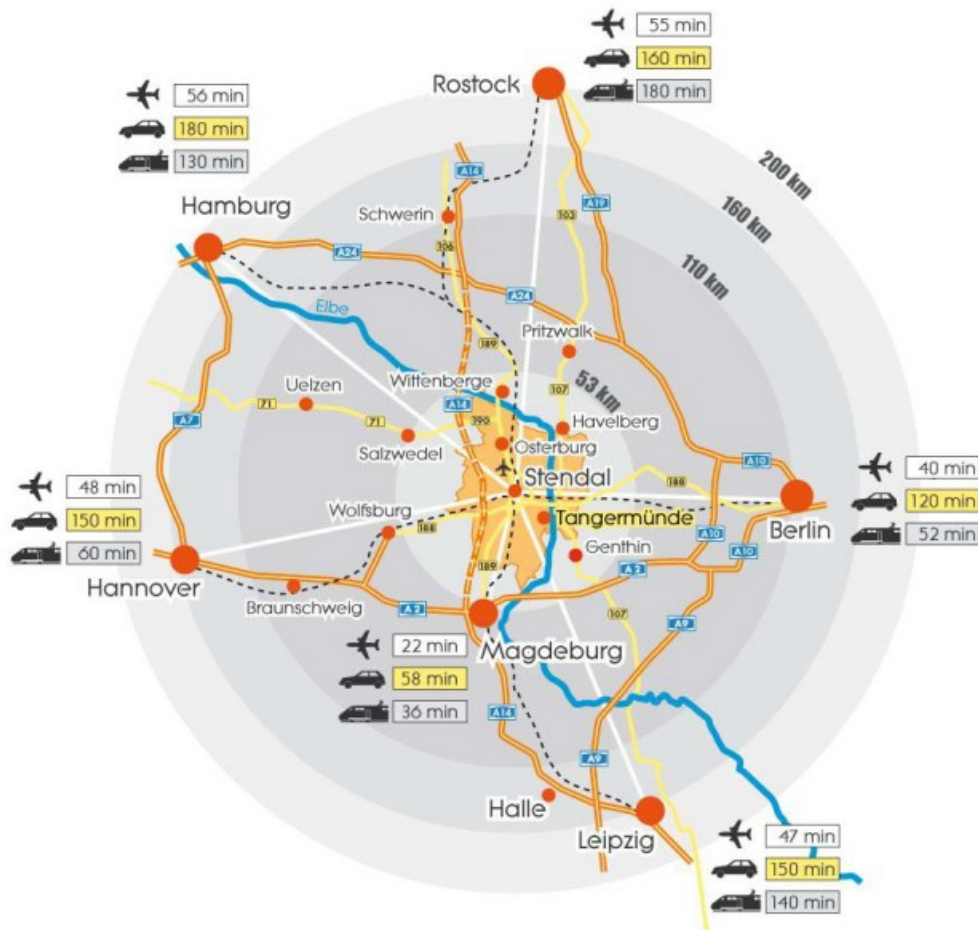 55 min
160 min
180 min
Rostock
56 min
180 min
130 min
Hamburg
200 km
160 km
110 km
53 km
A14
Schwerin
106
103
A19
A24
A24
Elbe
189
Pritzwalk
Wittenberge
107
Uelzen
71
71
A14
190
Havelberg
A7
Salzwedel
Osterburg
Stendal
A10
188
40 min
120 min
52 min
Berlin
48 min
150 min
60 min
Hannover
Wolfsburg
188
Tangermünde
A10
A10
Genthin
189
A2
Braunschweig
A2
107
A9
Magdeburg
22 min
58 min
36 min
A14
A9
Halle
Leipzig
47 min
150 min
140 min